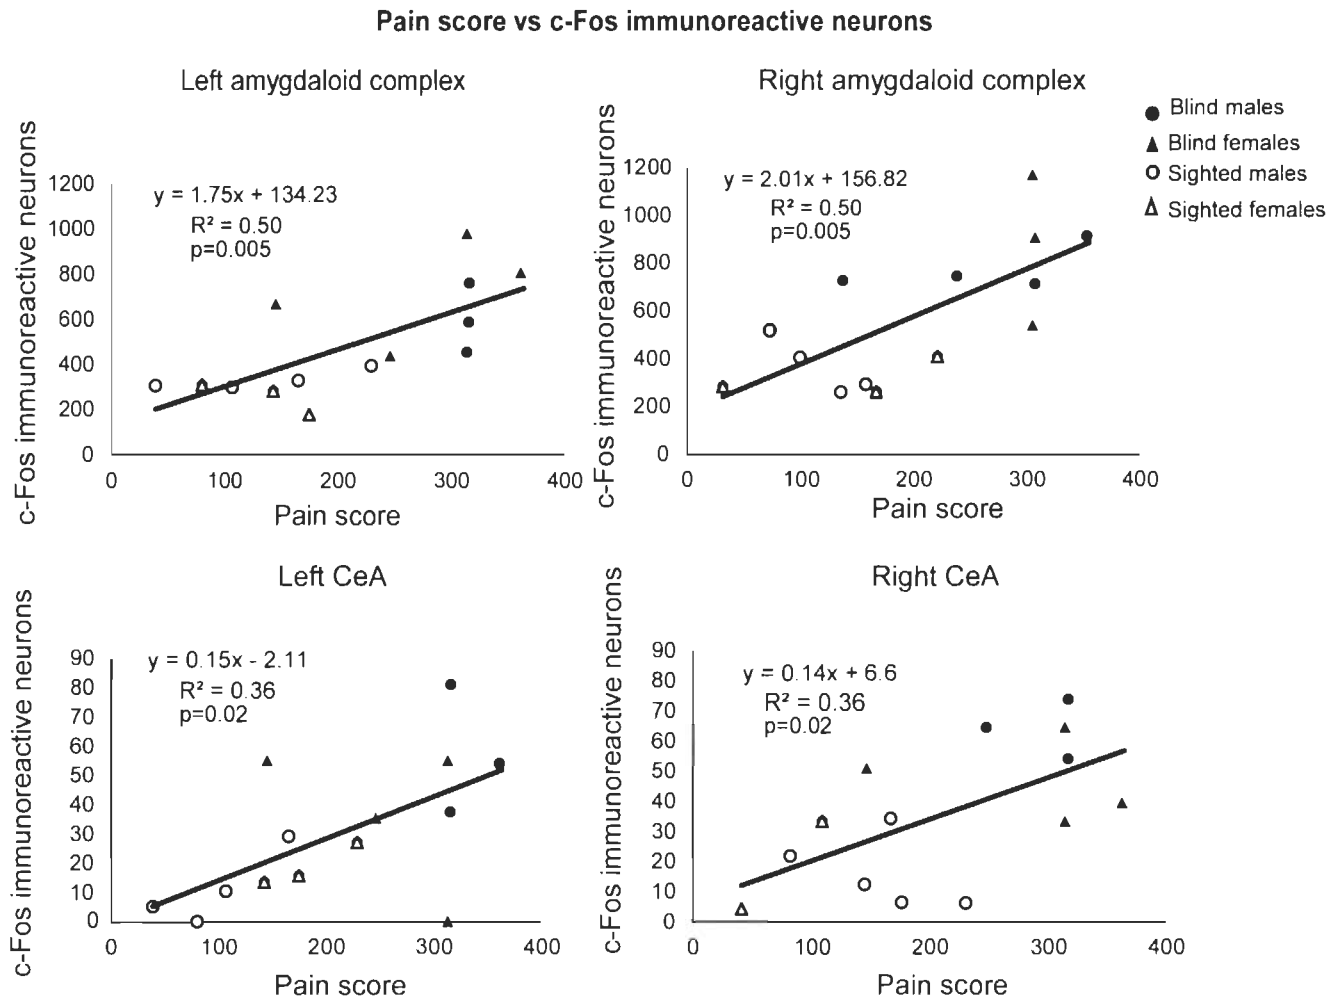 Pain score vs c-Fos immunoreactive neurons
Left amygdaloid complex
c-Fos immunoreactive neurons
y = 1.75x + 134.23
R² = 0.50
p=0.005
1200
1000
800
600
400
200
0
0 100 200 300 400
Pain score
Right amygdaloid complex
c-Fos immunoreactive neurons
y = 2.01x + 156.82
R² = 0.50
p=0.005
1200
1000
800
600
400
200
0
0 100 200 300 400
Pain score
Blind males
Blind females
Sighted males
Sighted females
Left CeA
c-Fos immunoreactive neurons
y = 0.15x - 2.11
R² = 0.36
p=0.02
90
80
70
60
50
40
30
20
10
0
0 100 200 300 400
Pain score
Right CeA
c-Fos immunoreactive neurons
y = 0.14x + 6.6
R² = 0.36
p=0.02
90
80
70
60
50
40
30
20
10
0
0 100 200 300 400
Pain score